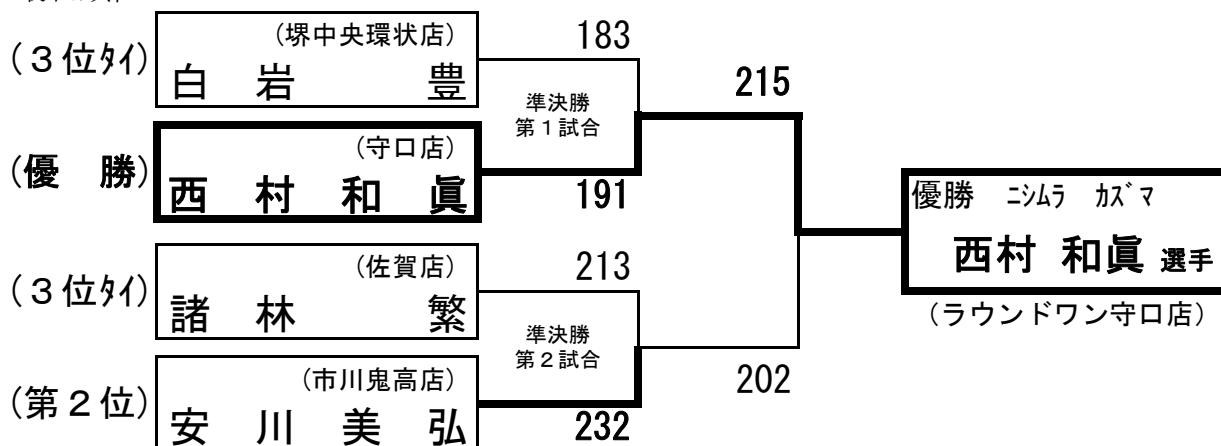 (堺中央環状店)
183
(３位ﾀｲ)
白岩 豊
準決勝
第１試合
215
(守口店)
(優 勝)
西村和眞
191
優勝 ﾆｼﾑﾗ ｶｽﾞﾏ
西村 和眞 選手
(ラウンドワン守口店)
(佐賀店)
213
(３位ﾀｲ)
諸林 繁
準決勝
第２試合
202
(市川鬼高店)
(第２位)
安川美弘
232